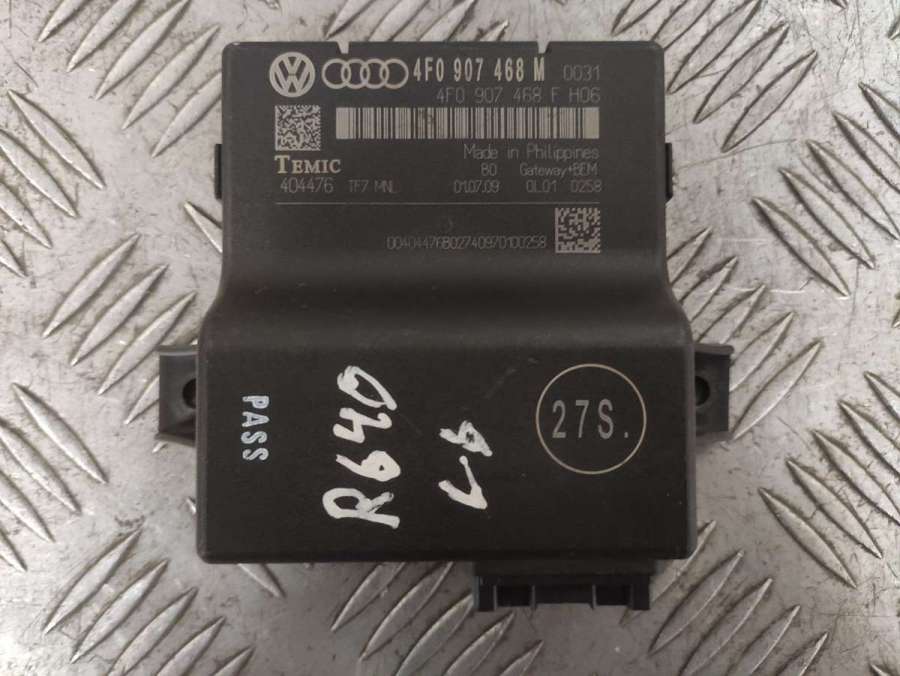 4F0 907 468 M 0031
4F0 907 468 F H06
Made in Philippines
TEMIC
80 Gateway+BEM
404476 TF7 MNL 01.07.09 0L01 0258
00404476B02740970100258
27S.
PASS
R640